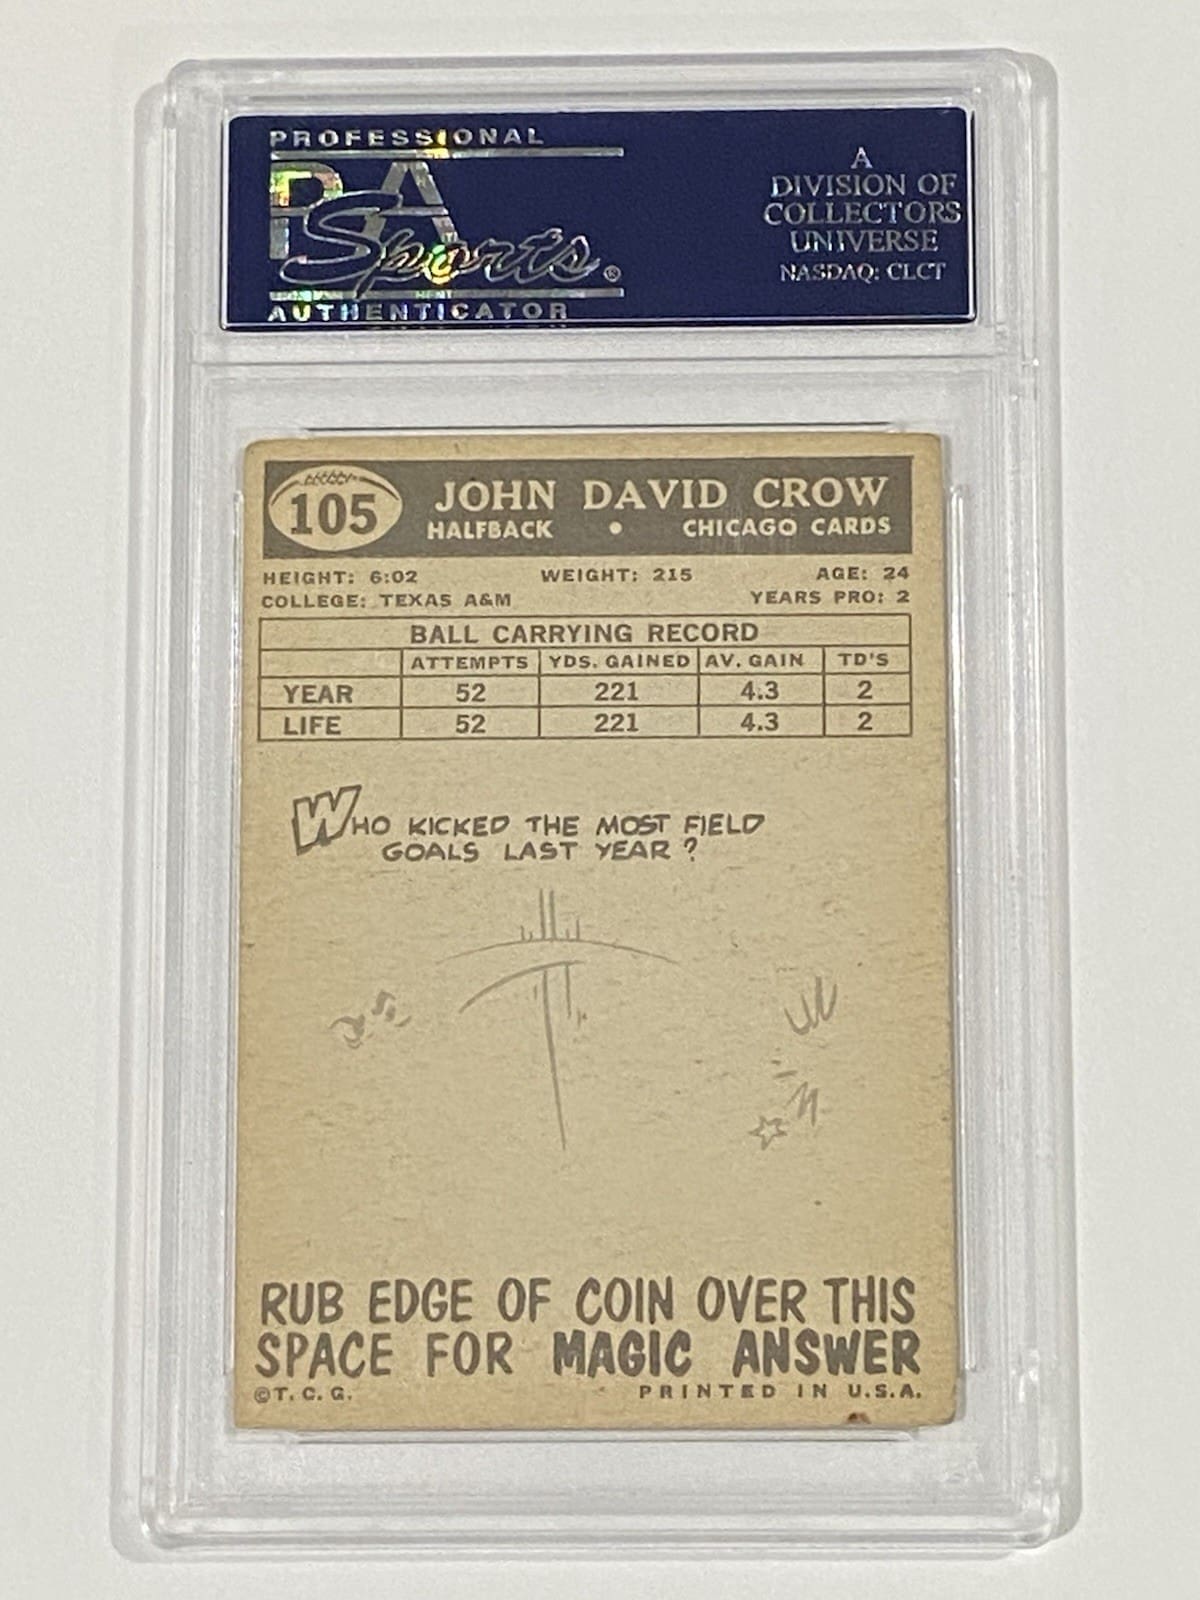 PROFESSIONAL
PSA
Sports®
AUTHENTICATOR
A
DIVISION OF
COLLECTORS
UNIVERSE
NASDAQ: CLCT
105
JOHN DAVID CROW
HALFBACK • CHICAGO CARDS
HEIGHT: 6:02 WEIGHT: 215 AGE: 24
COLLEGE: TEXAS A&M YEARS PRO: 2
BALL CARRYING RECORD
ATTEMPTS YDS. GAINED AV. GAIN TD'S
YEAR 52 221 4.3 2
LIFE 52 221 4.3 2
WHO KICKED THE MOST FIELD
GOALS LAST YEAR?
RUB EDGE OF COIN OVER THIS
SPACE FOR MAGIC ANSWER
©T. C. G. PRINTED IN U.S.A.